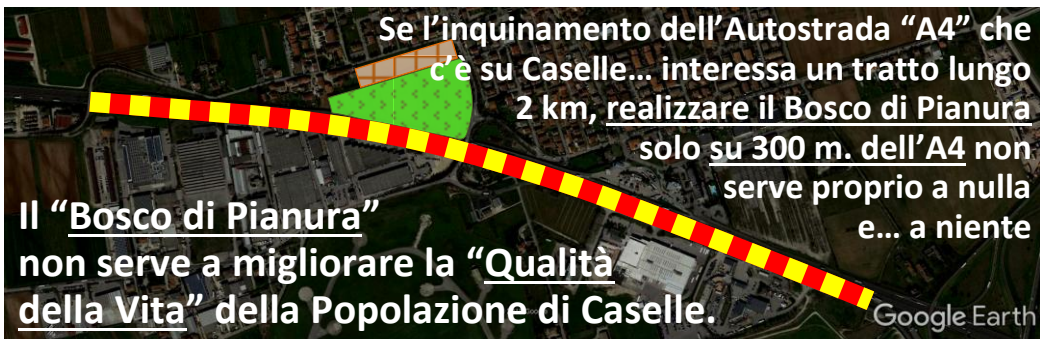 Se l'inquinamento dell'Autostrada “A4” che
c'è su Caselle... interessa un tratto lungo
2 km, realizzare il Bosco di Pianura
solo su 300 m. dell'A4 non
serve proprio a nulla
e... a niente
Il “Bosco di Pianura”
non serve a migliorare la “Qualità
della Vita” della Popolazione di Caselle.
Google Earth